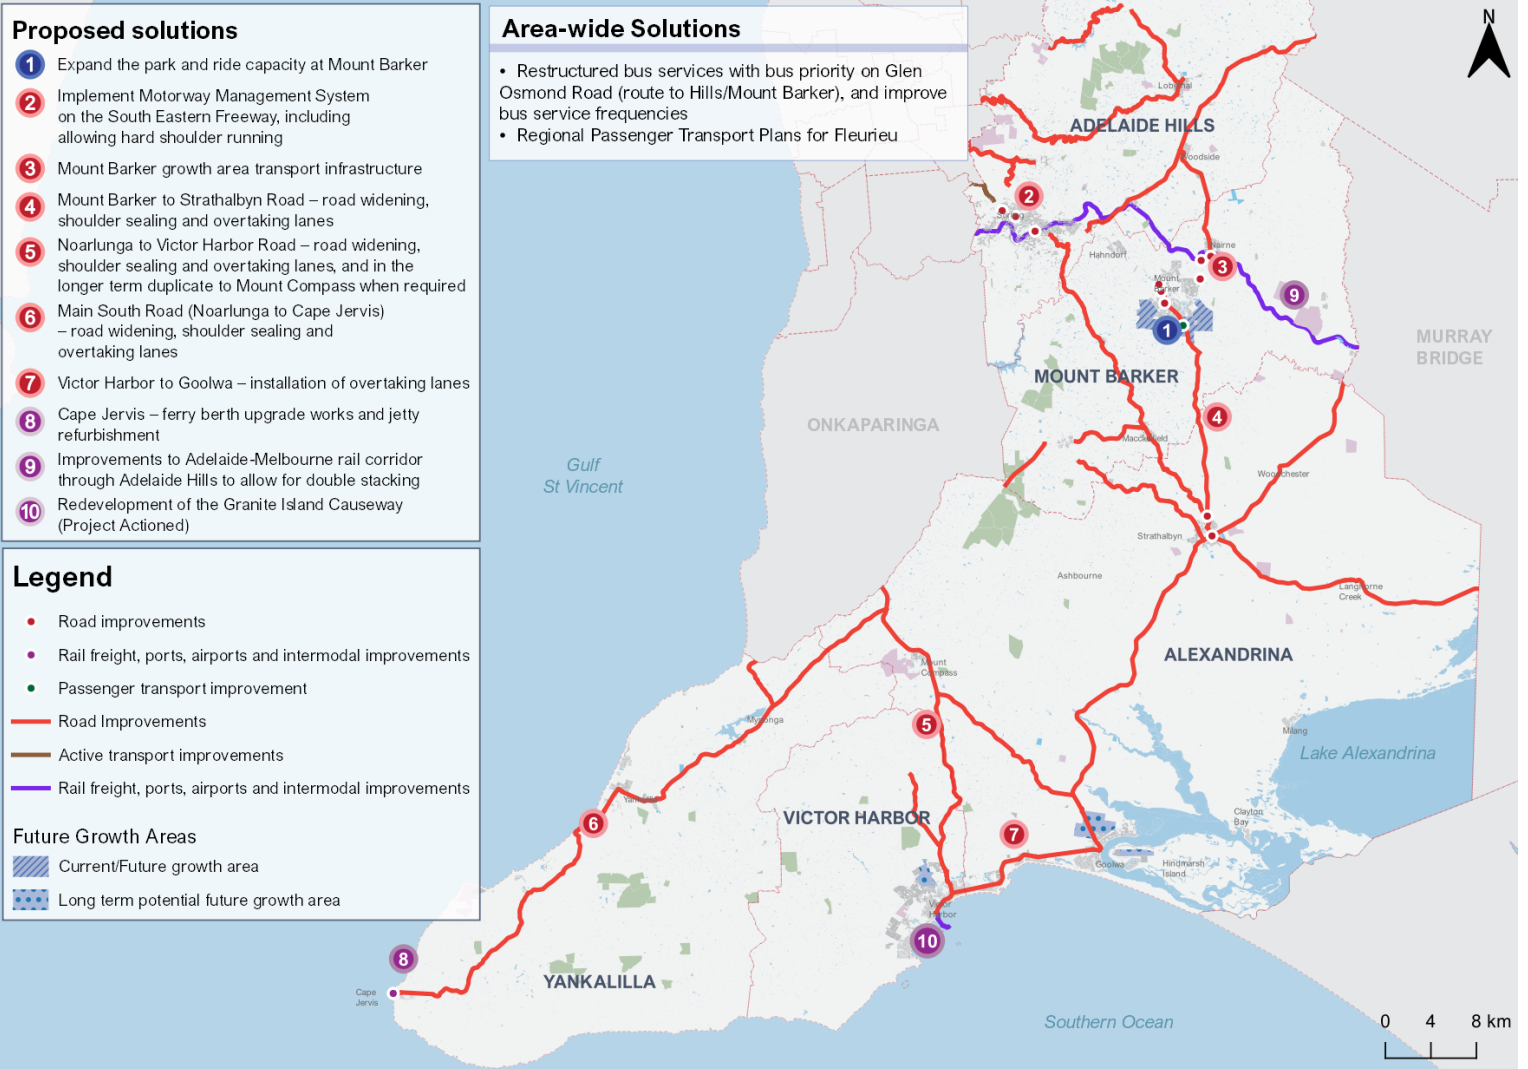 Proposed solutions
1 Expand the park and ride capacity at Mount Barker
2 Implement Motorway Management System
on the South Eastern Freeway, including
allowing hard shoulder running
3 Mount Barker growth area transport infrastructure
4 Mount Barker to Strathalbyn Road – road widening,
shoulder sealing and overtaking lanes
5 Noarlunga to Victor Harbor Road – road widening,
shoulder sealing and overtaking lanes, and in the
longer term duplicate to Mount Compass when required
6 Main South Road (Noarlunga to Cape Jervis)
– road widening, shoulder sealing and
overtaking lanes
7 Victor Harbor to Goolwa – installation of overtaking lanes
8 Cape Jervis – ferry berth upgrade works and jetty
refurbishment
9 Improvements to Adelaide-Melbourne rail corridor
through Adelaide Hills to allow for double stacking
10 Redevelopment of the Granite Island Causeway
(Project Actioned)
Legend
Road improvements
Rail freight, ports, airports and intermodal improvements
Passenger transport improvement
Road Improvements
Active transport improvements
Rail freight, ports, airports and intermodal improvements
Future Growth Areas
Current/Future growth area
Long term potential future growth area
Area-wide Solutions
• Restructured bus services with bus priority on Glen
Osmond Road (route to Hills/Mount Barker), and improve
bus service frequencies
• Regional Passenger Transport Plans for Fleurieu
N
Lobethal
ADELAIDE HILLS
Woodside
2
Stirling
Nairne
Hahndorf
3
Mount
Barker
9
1
MURRAY
BRIDGE
MOUNT BARKER
4
ONKAPARINGA
Macclesfield
Gulf
St Vincent
Woodchester
Strathalbyn
Ashbourne
Langhorne
Creek
ALEXANDRINA
Mount
Compass
5
Myponga
Milang
Lake Alexandrina
Yankalilla
6
VICTOR HARBOR
7
Clayton
Bay
Goolwa
Hindmarsh
Island
Victor
Harbor
10
8
YANKALILLA
Cape
Jervis
Southern Ocean
0 4 8 km